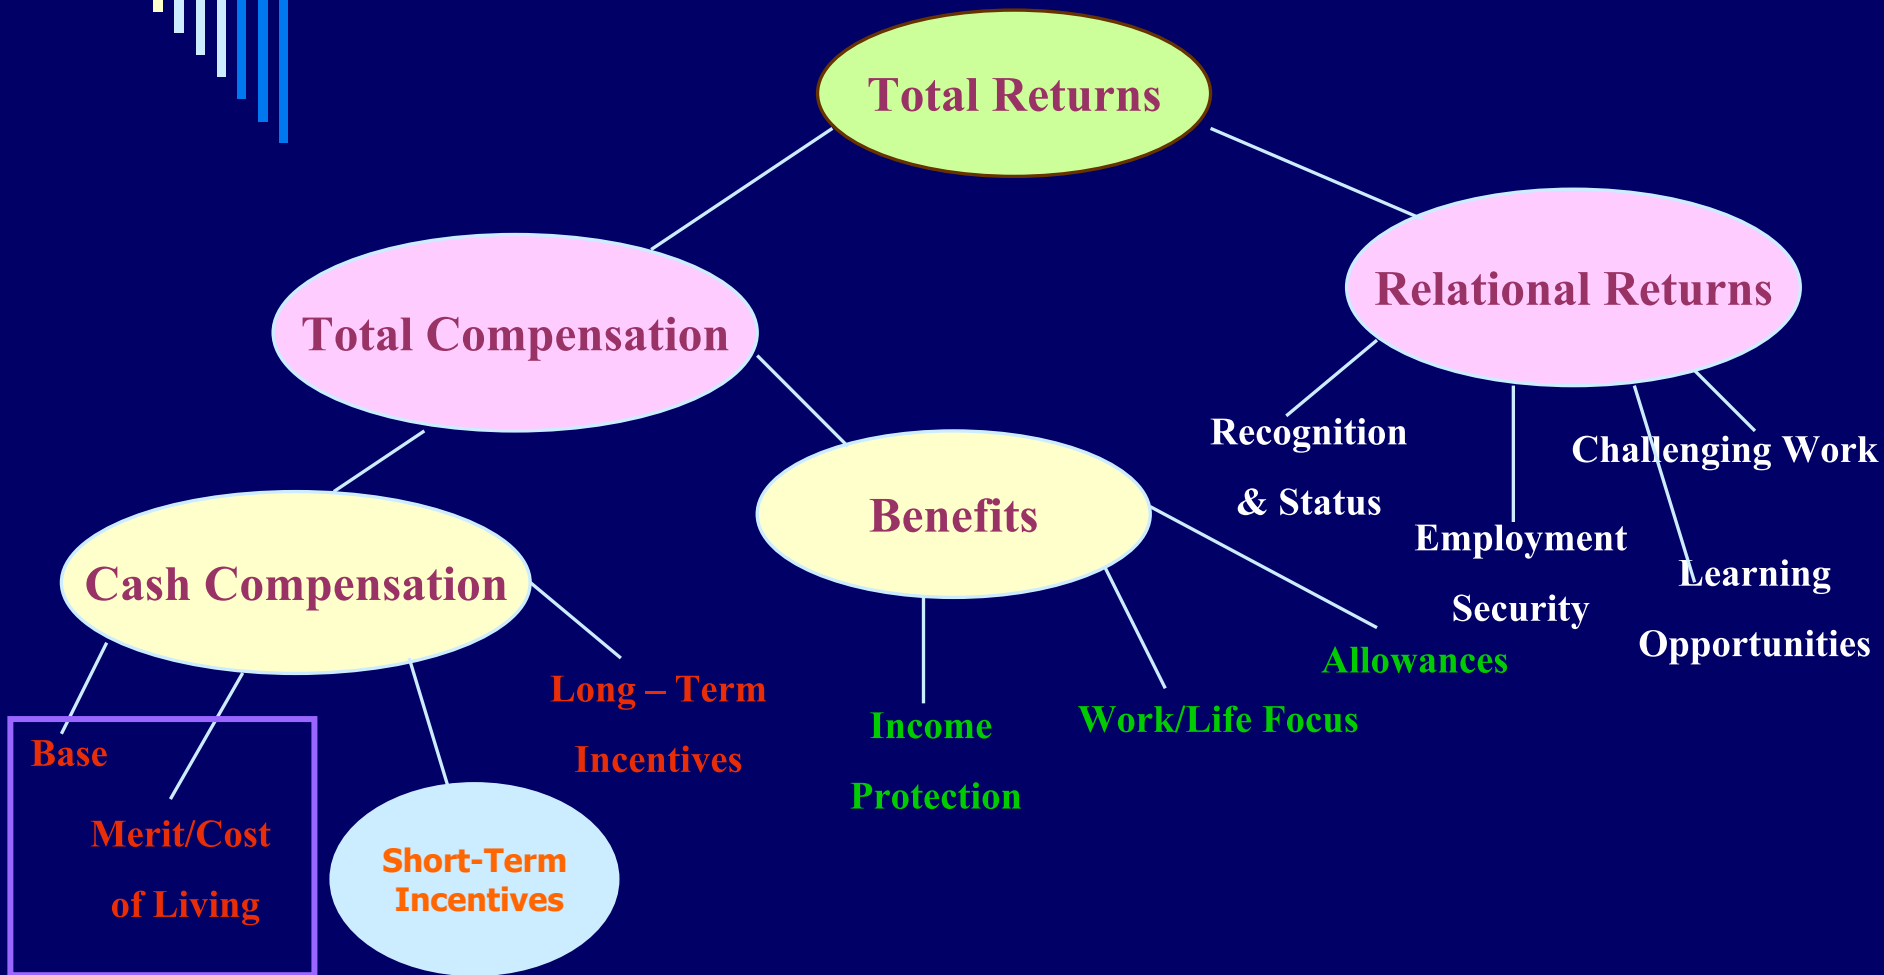 Total Returns
Relational Returns
Total Compensation
Recognition
& Status
Challenging Work
Employment
Security
Learning
Opportunities
Benefits
Cash Compensation
Allowances
Long – Term
Incentives
Income
Protection
Work/Life Focus
Base
Merit/Cost
of Living
Short-Term
Incentives